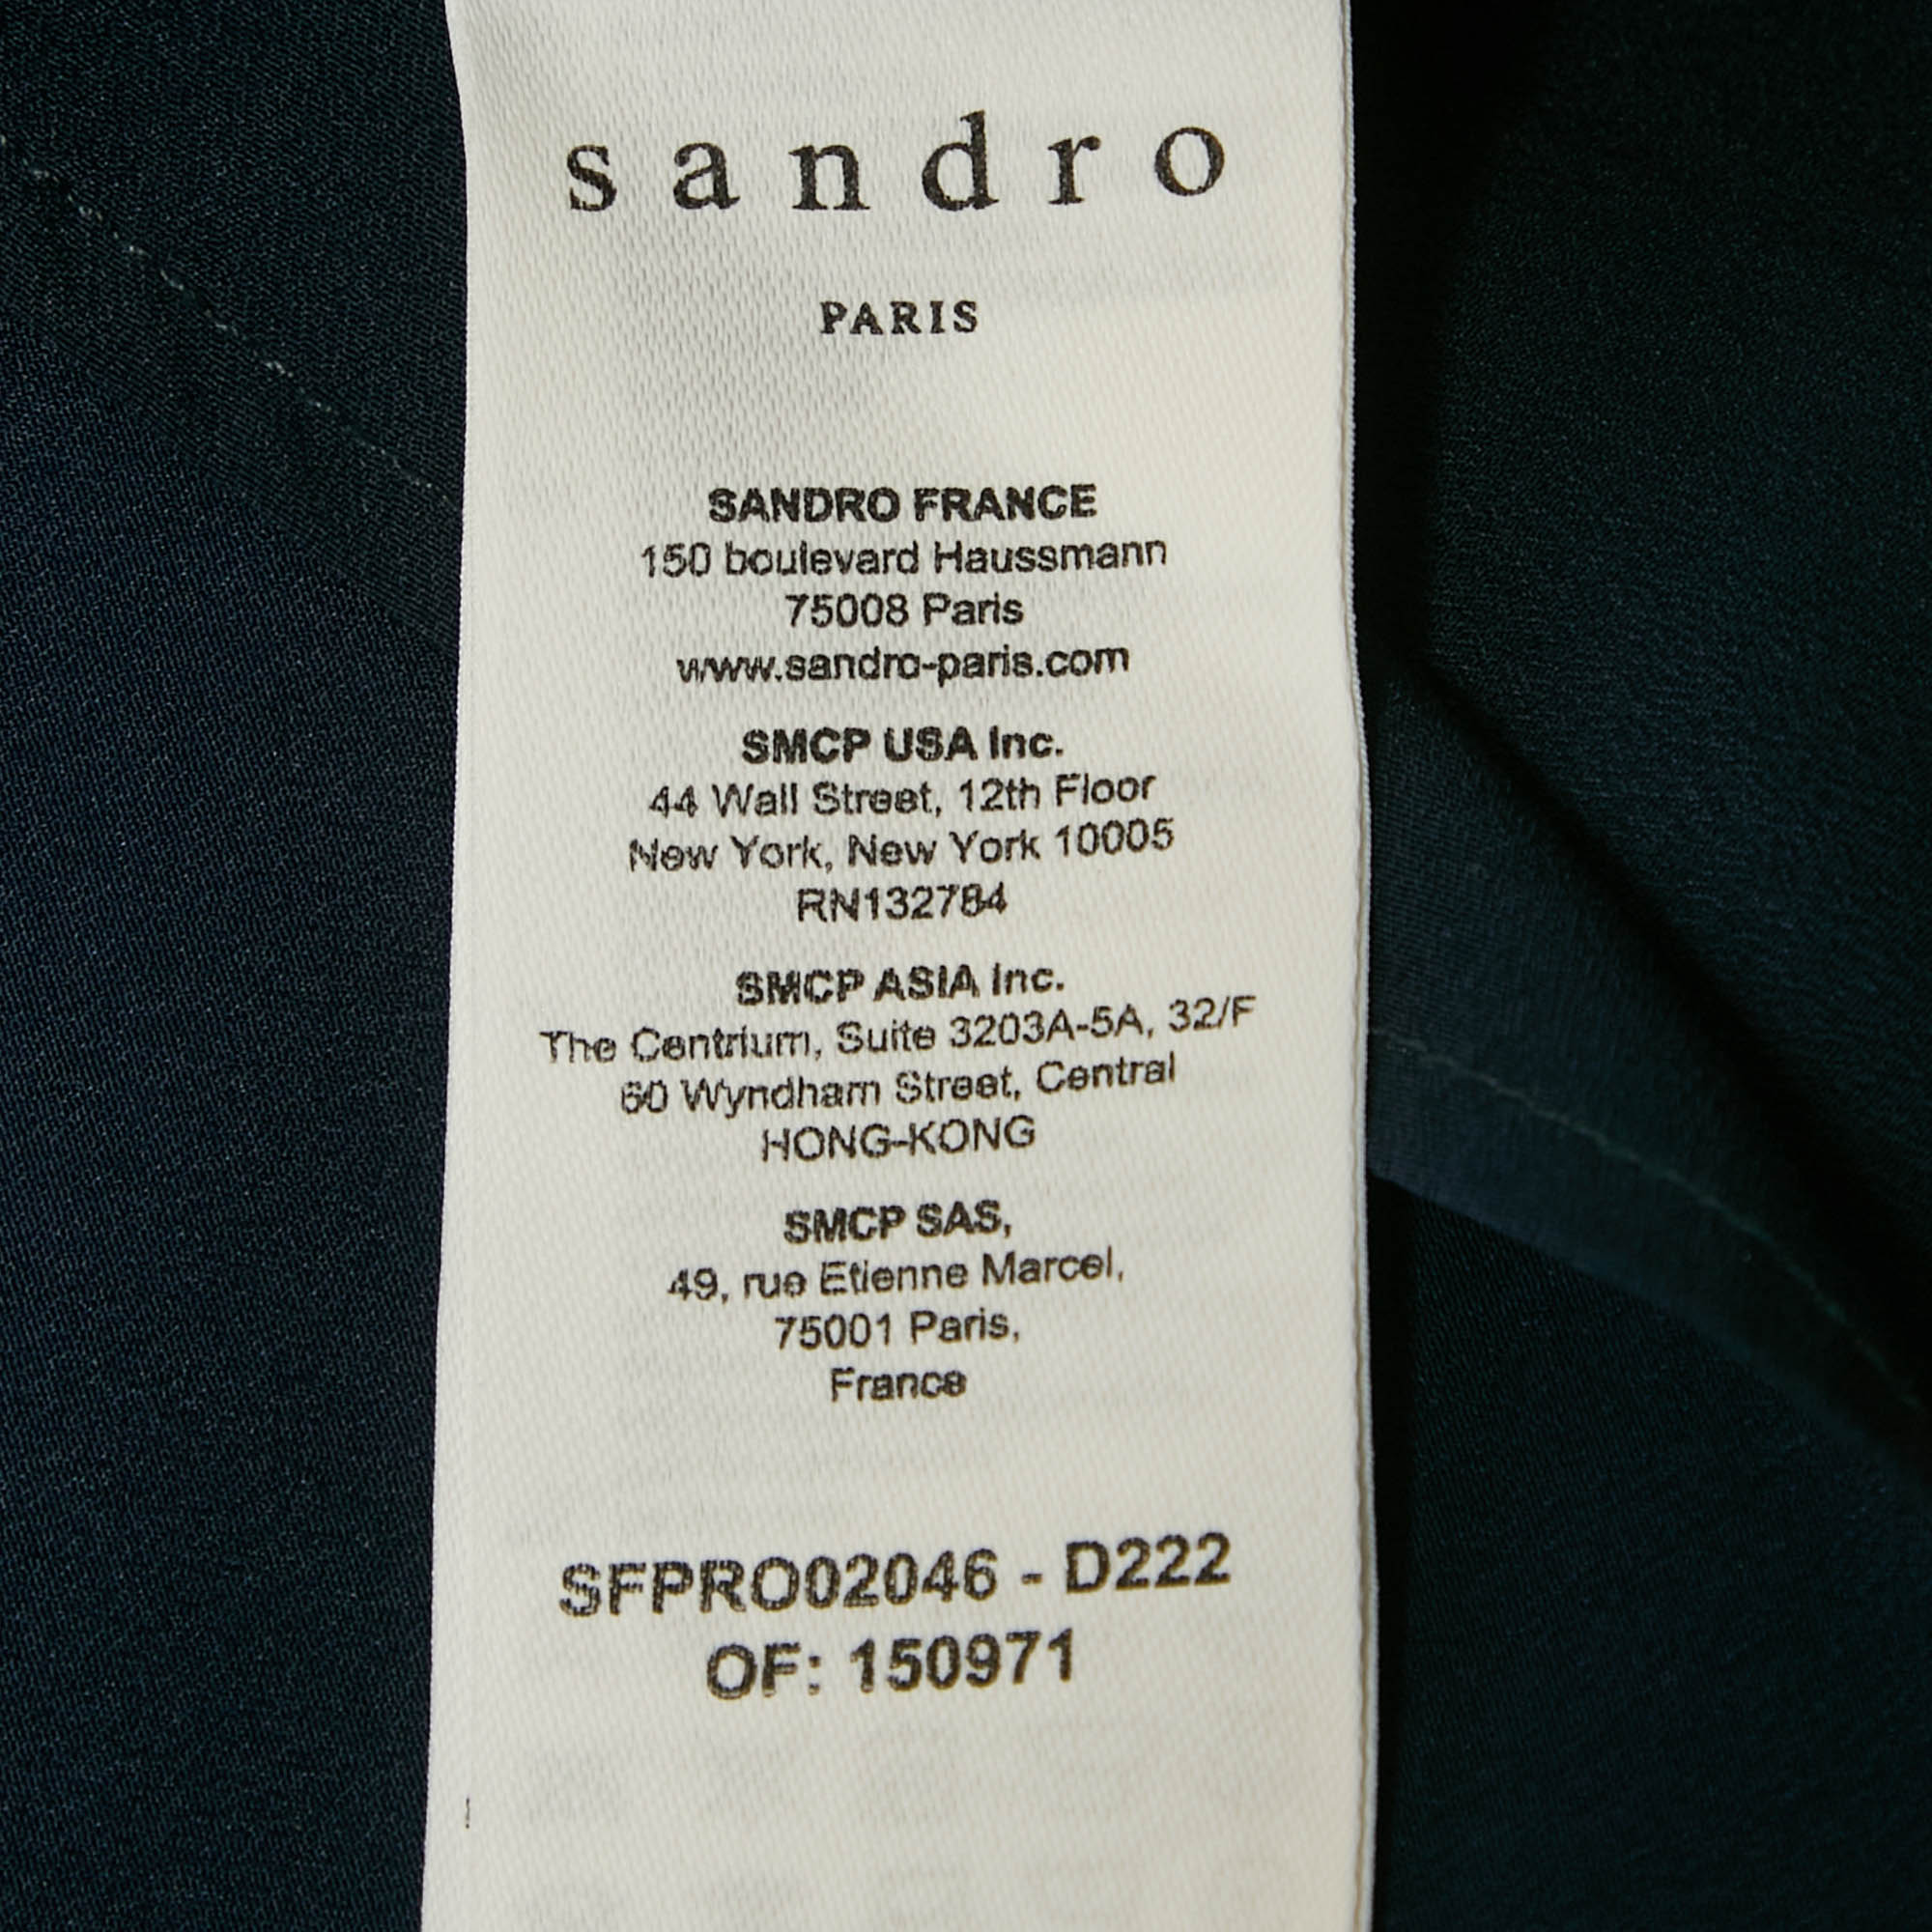 sandro
PARIS
SANDRO FRANCE
150 boulevard Haussmann
75008 Paris
www.sandro-paris.com
SMCP USA Inc.
44 Wall Street, 12th Floor
New York, New York 10005
RN132784
SMCP ASIA Inc.
The Centrium, Suite 3203A-5A, 32/F
60 Wyndham Street, Central
HONG-KONG
SMCP SAS,
49, rue Etienne Marcel,
75001 Paris,
France
SFPRO02046 - D222
OF: 150971